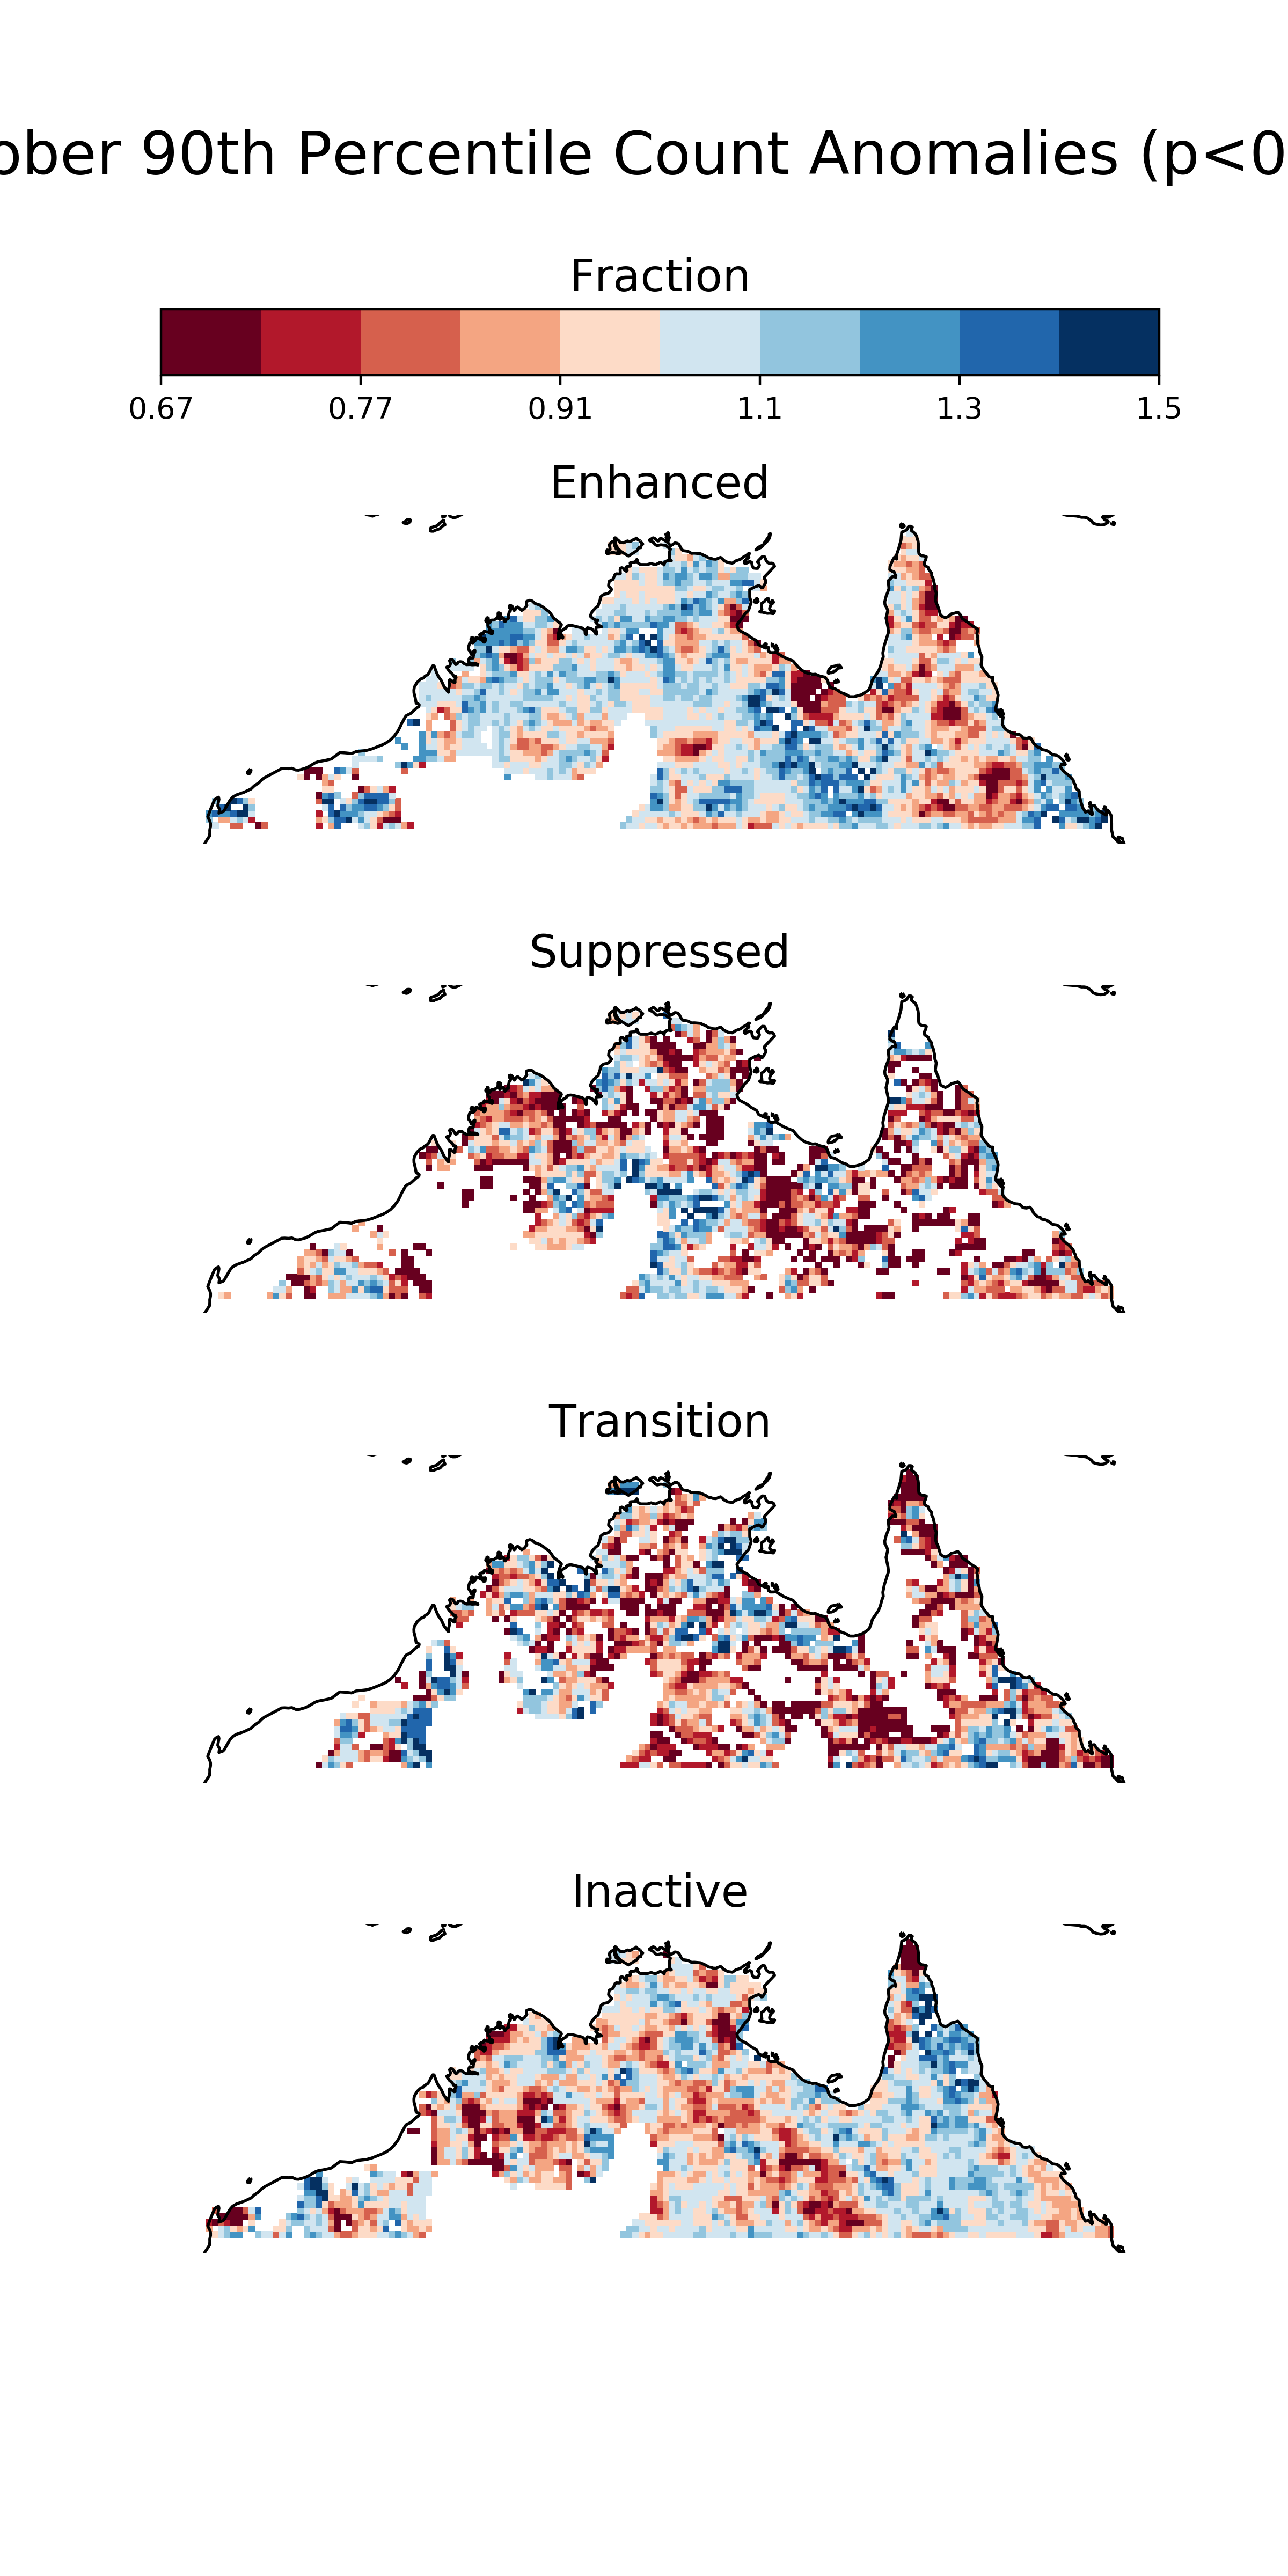 ober 90th Percentile Count Anomalies (p<0
Fraction
0.67 0.77 0.91 1.1 1.3 1.5
Enhanced
Suppressed
Transition
Inactive